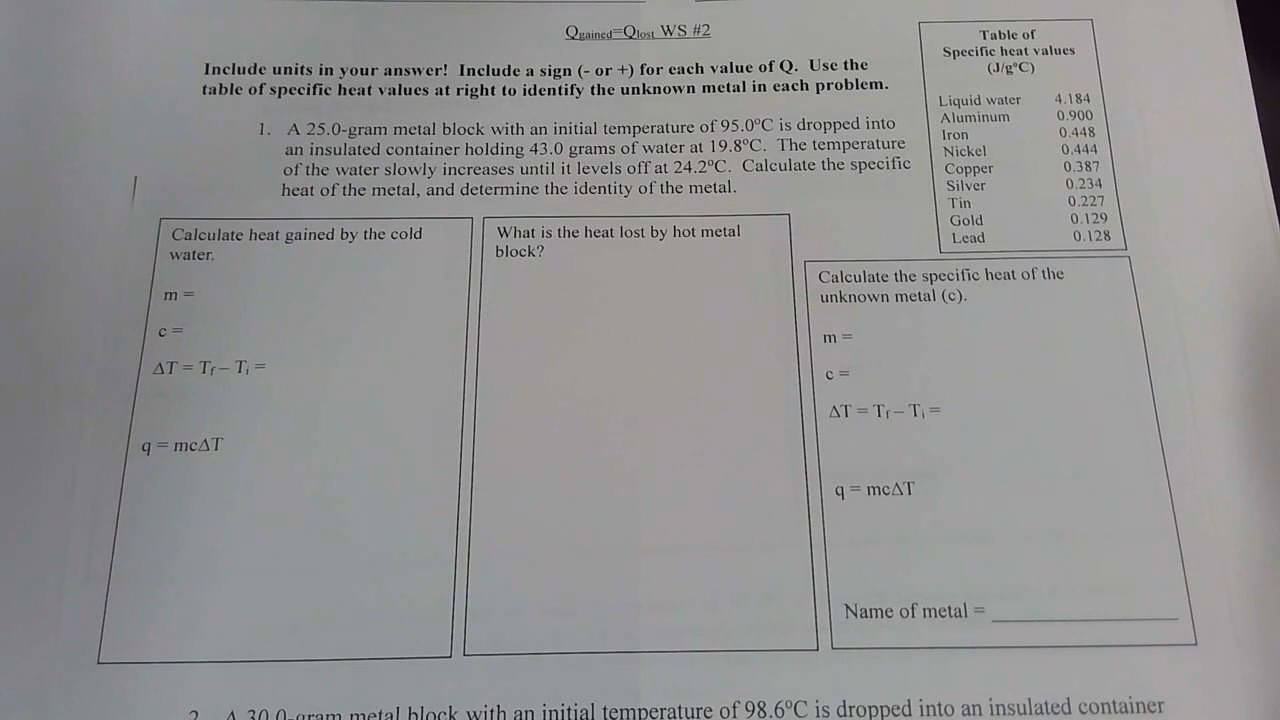 Qgained=Qlost WS #2
Include units in your answer! Include a sign (- or +) for each value of Q. Use the
table of specific heat values at right to identify the unknown metal in each problem.
1. A 25.0-gram metal block with an initial temperature of 95.0°C is dropped into
an insulated container holding 43.0 grams of water at 19.8°C. The temperature
of the water slowly increases until it levels off at 24.2°C. Calculate the specific
heat of the metal, and determine the identity of the metal.
Table of
Specific heat values
(J/g°C)
Liquid water 4.184
Aluminum 0.900
Iron 0.448
Nickel 0.444
Copper 0.387
Silver 0.234
Tin 0.227
Gold 0.129
Lead 0.128
Calculate heat gained by the cold
water.
m =
c =
ΔT = Tf – Ti =
q = mcΔT
What is the heat lost by hot metal
block?
Calculate the specific heat of the
unknown metal (c).
m =
c =
ΔT = Tf – Ti =
q = mcΔT
Name of metal =
2. A 30.0-gram metal block with an initial temperature of 98.6°C is dropped into an insulated container